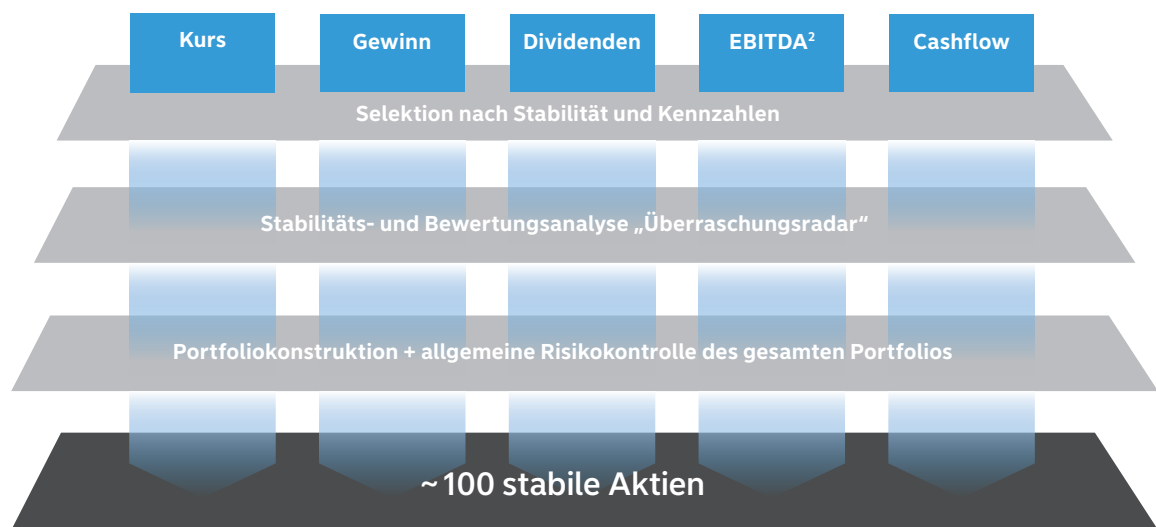 Kurs
Gewinn
Dividenden
EBITDA²
Cashflow
Selektion nach Stabilität und Kennzahlen
Stabilitäts- und Bewertungsanalyse „Überraschungsradar“
Portfoliokonstruktion + allgemeine Risikokontrolle des gesamten Portfolios
~ 100 stabile Aktien